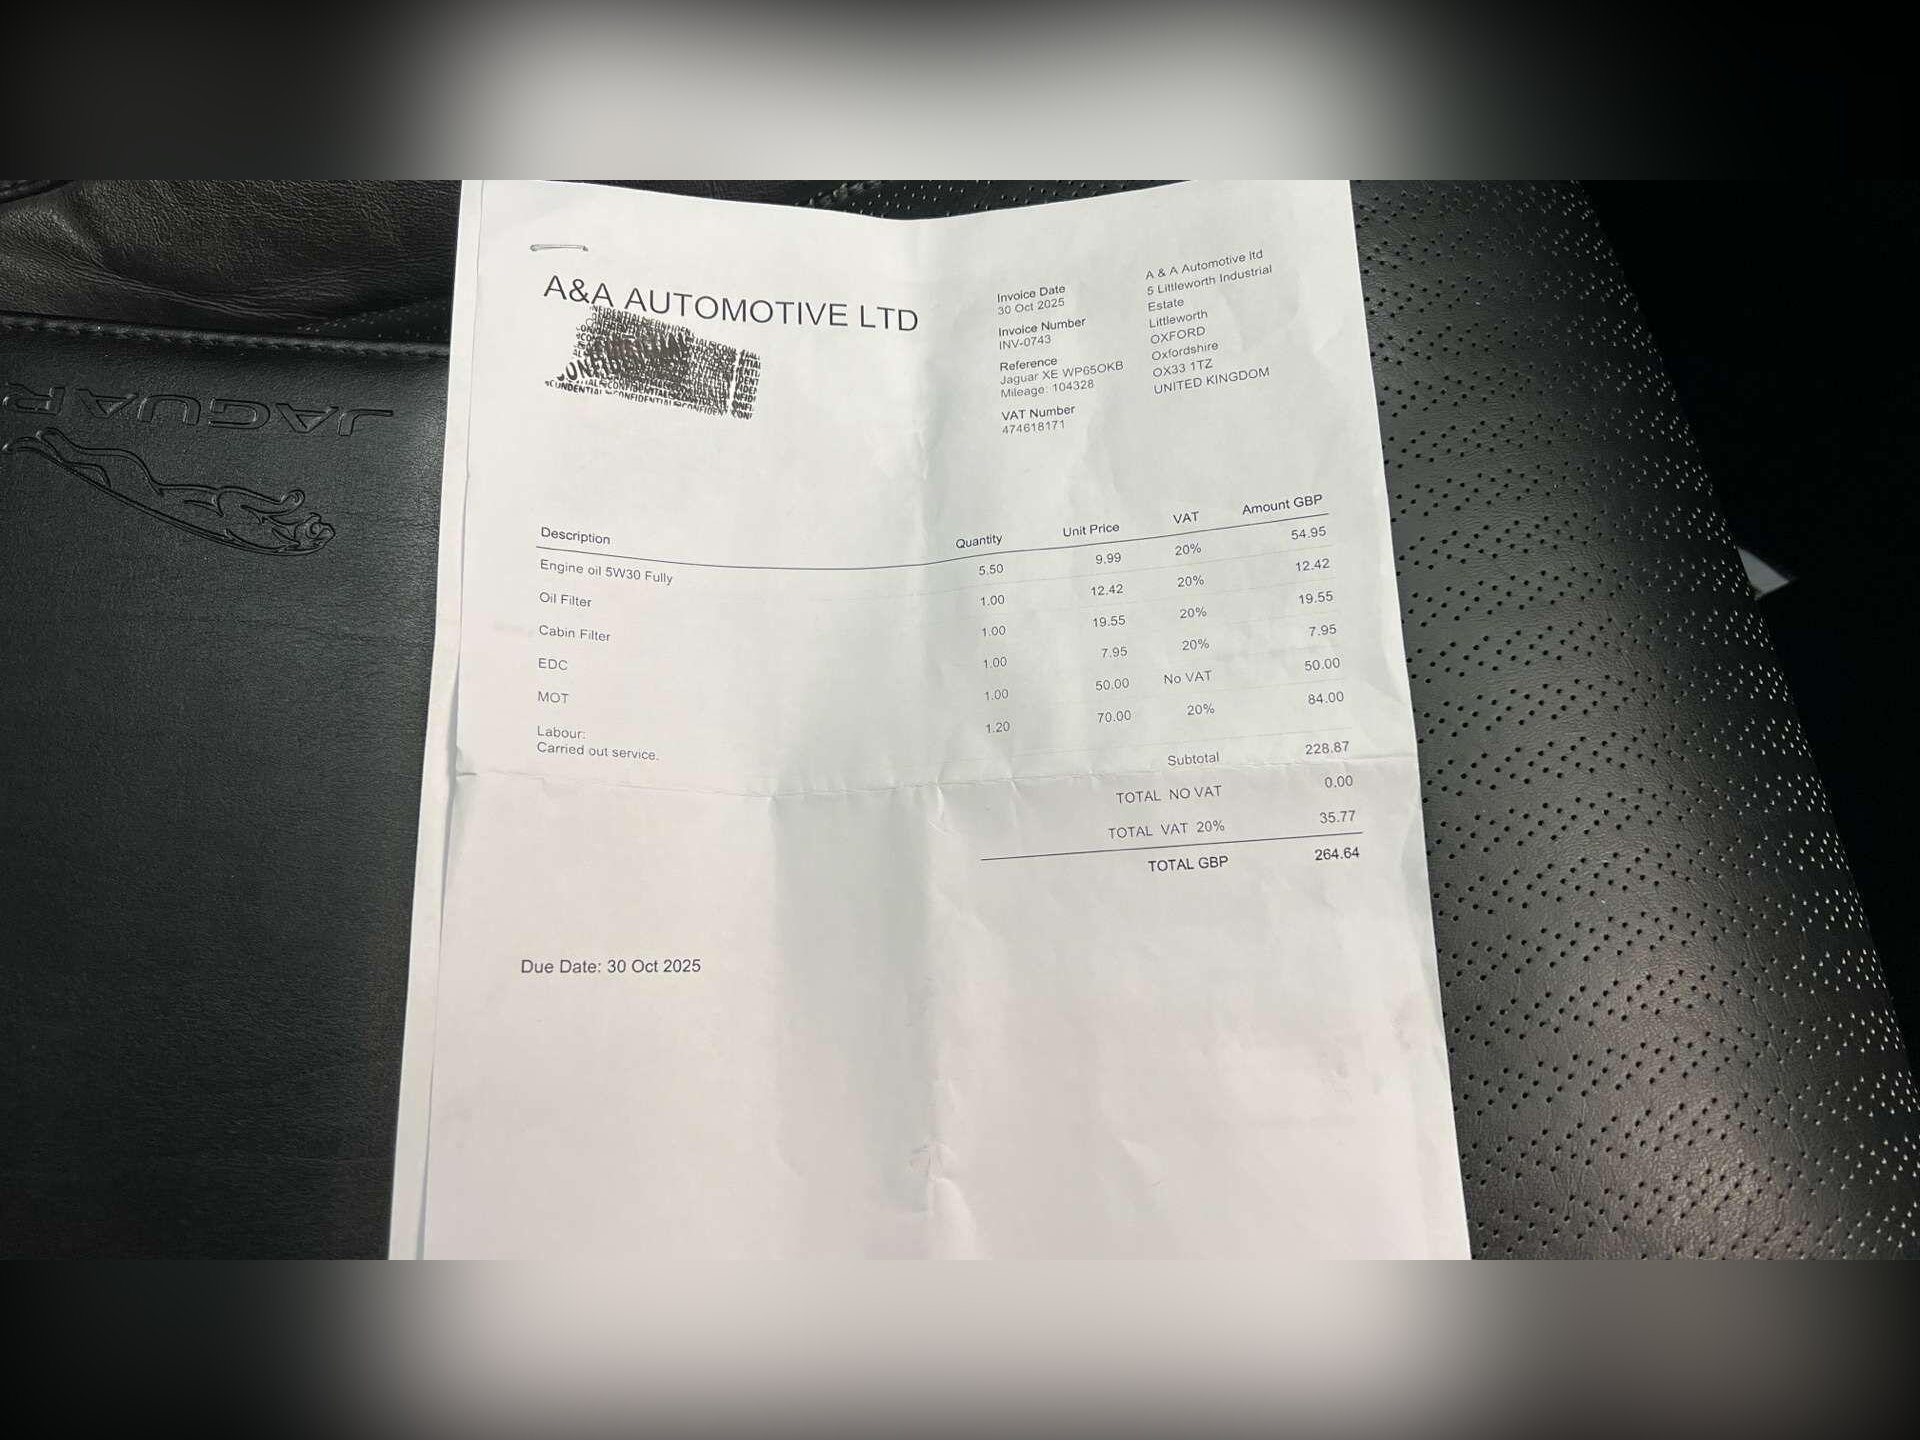 JAGUAR
A&A AUTOMOTIVE LTD
Invoice Date
30 Oct 2025
Invoice Number
INV-0743
Reference
Jaguar XE WP65OKB
Mileage: 104328
VAT Number
474618171
A & A Automotive ltd
5 Littleworth Industrial
Estate
Littleworth
OXFORD
Oxfordshire
OX33 1TZ
UNITED KINGDOM
Description Quantity Unit Price VAT Amount GBP
Engine oil 5W30 Fully 5.50 9.99 20% 54.95
Oil Filter 1.00 12.42 20% 12.42
Cabin Filter 1.00 19.55 20% 19.55
EDC 1.00 7.95 20% 7.95
MOT 1.00 50.00 No VAT 50.00
Labour: 1.20 70.00 20% 84.00
Carried out service.
Subtotal 228.87
TOTAL NO VAT 0.00
TOTAL VAT 20% 35.77
TOTAL GBP 264.64
Due Date: 30 Oct 2025